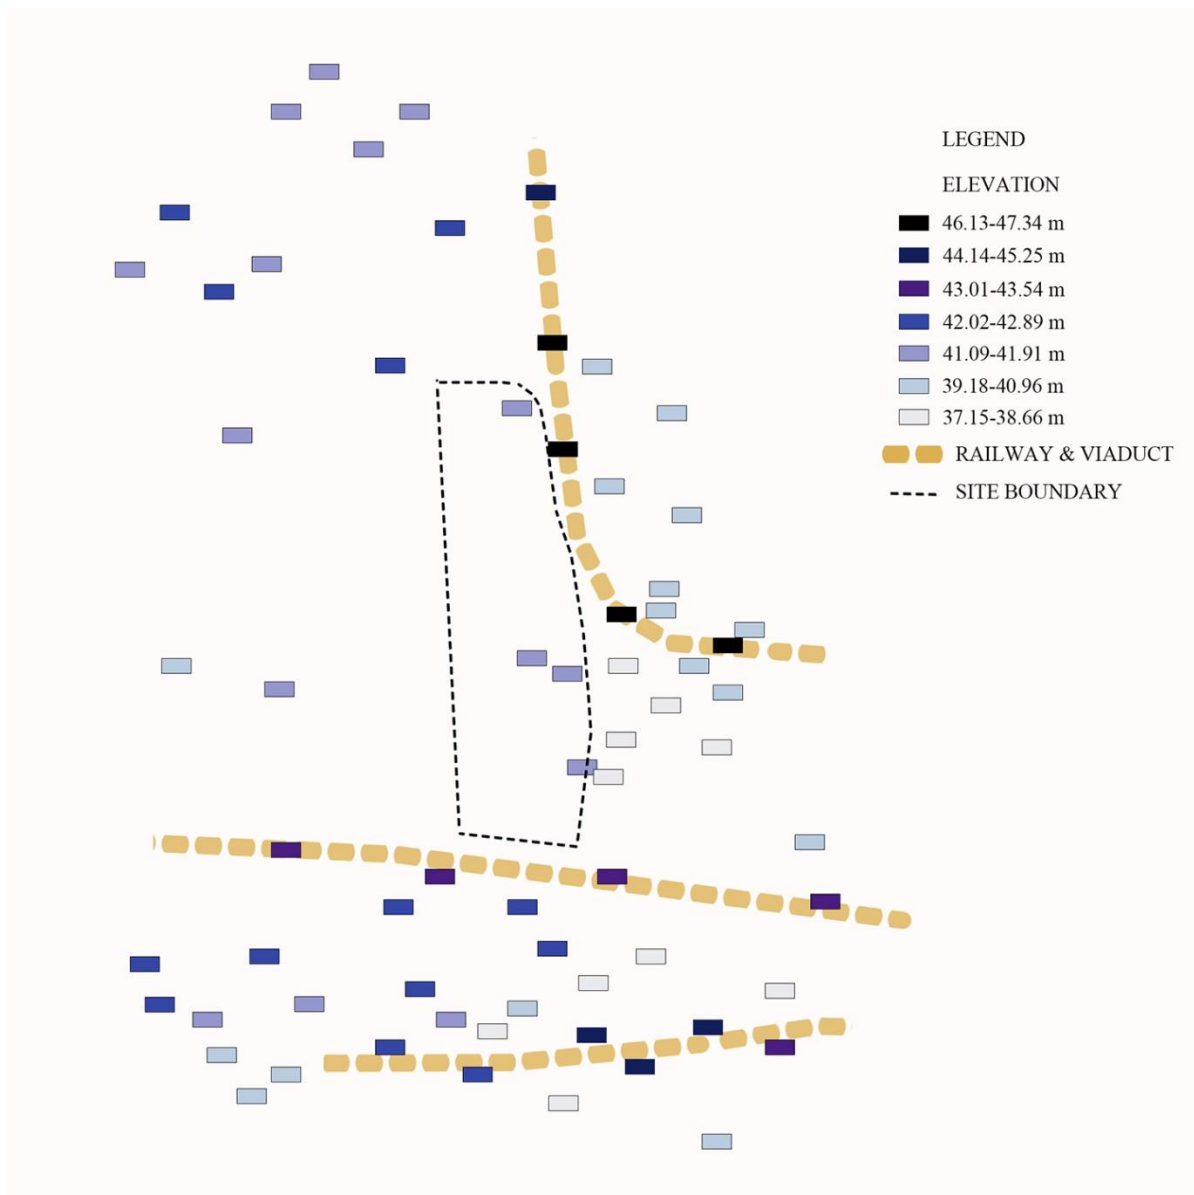 LEGEND
ELEVATION
46.13-47.34 m
44.14-45.25 m
43.01-43.54 m
42.02-42.89 m
41.09-41.91 m
39.18-40.96 m
37.15-38.66 m
RAILWAY & VIADUCT
SITE BOUNDARY